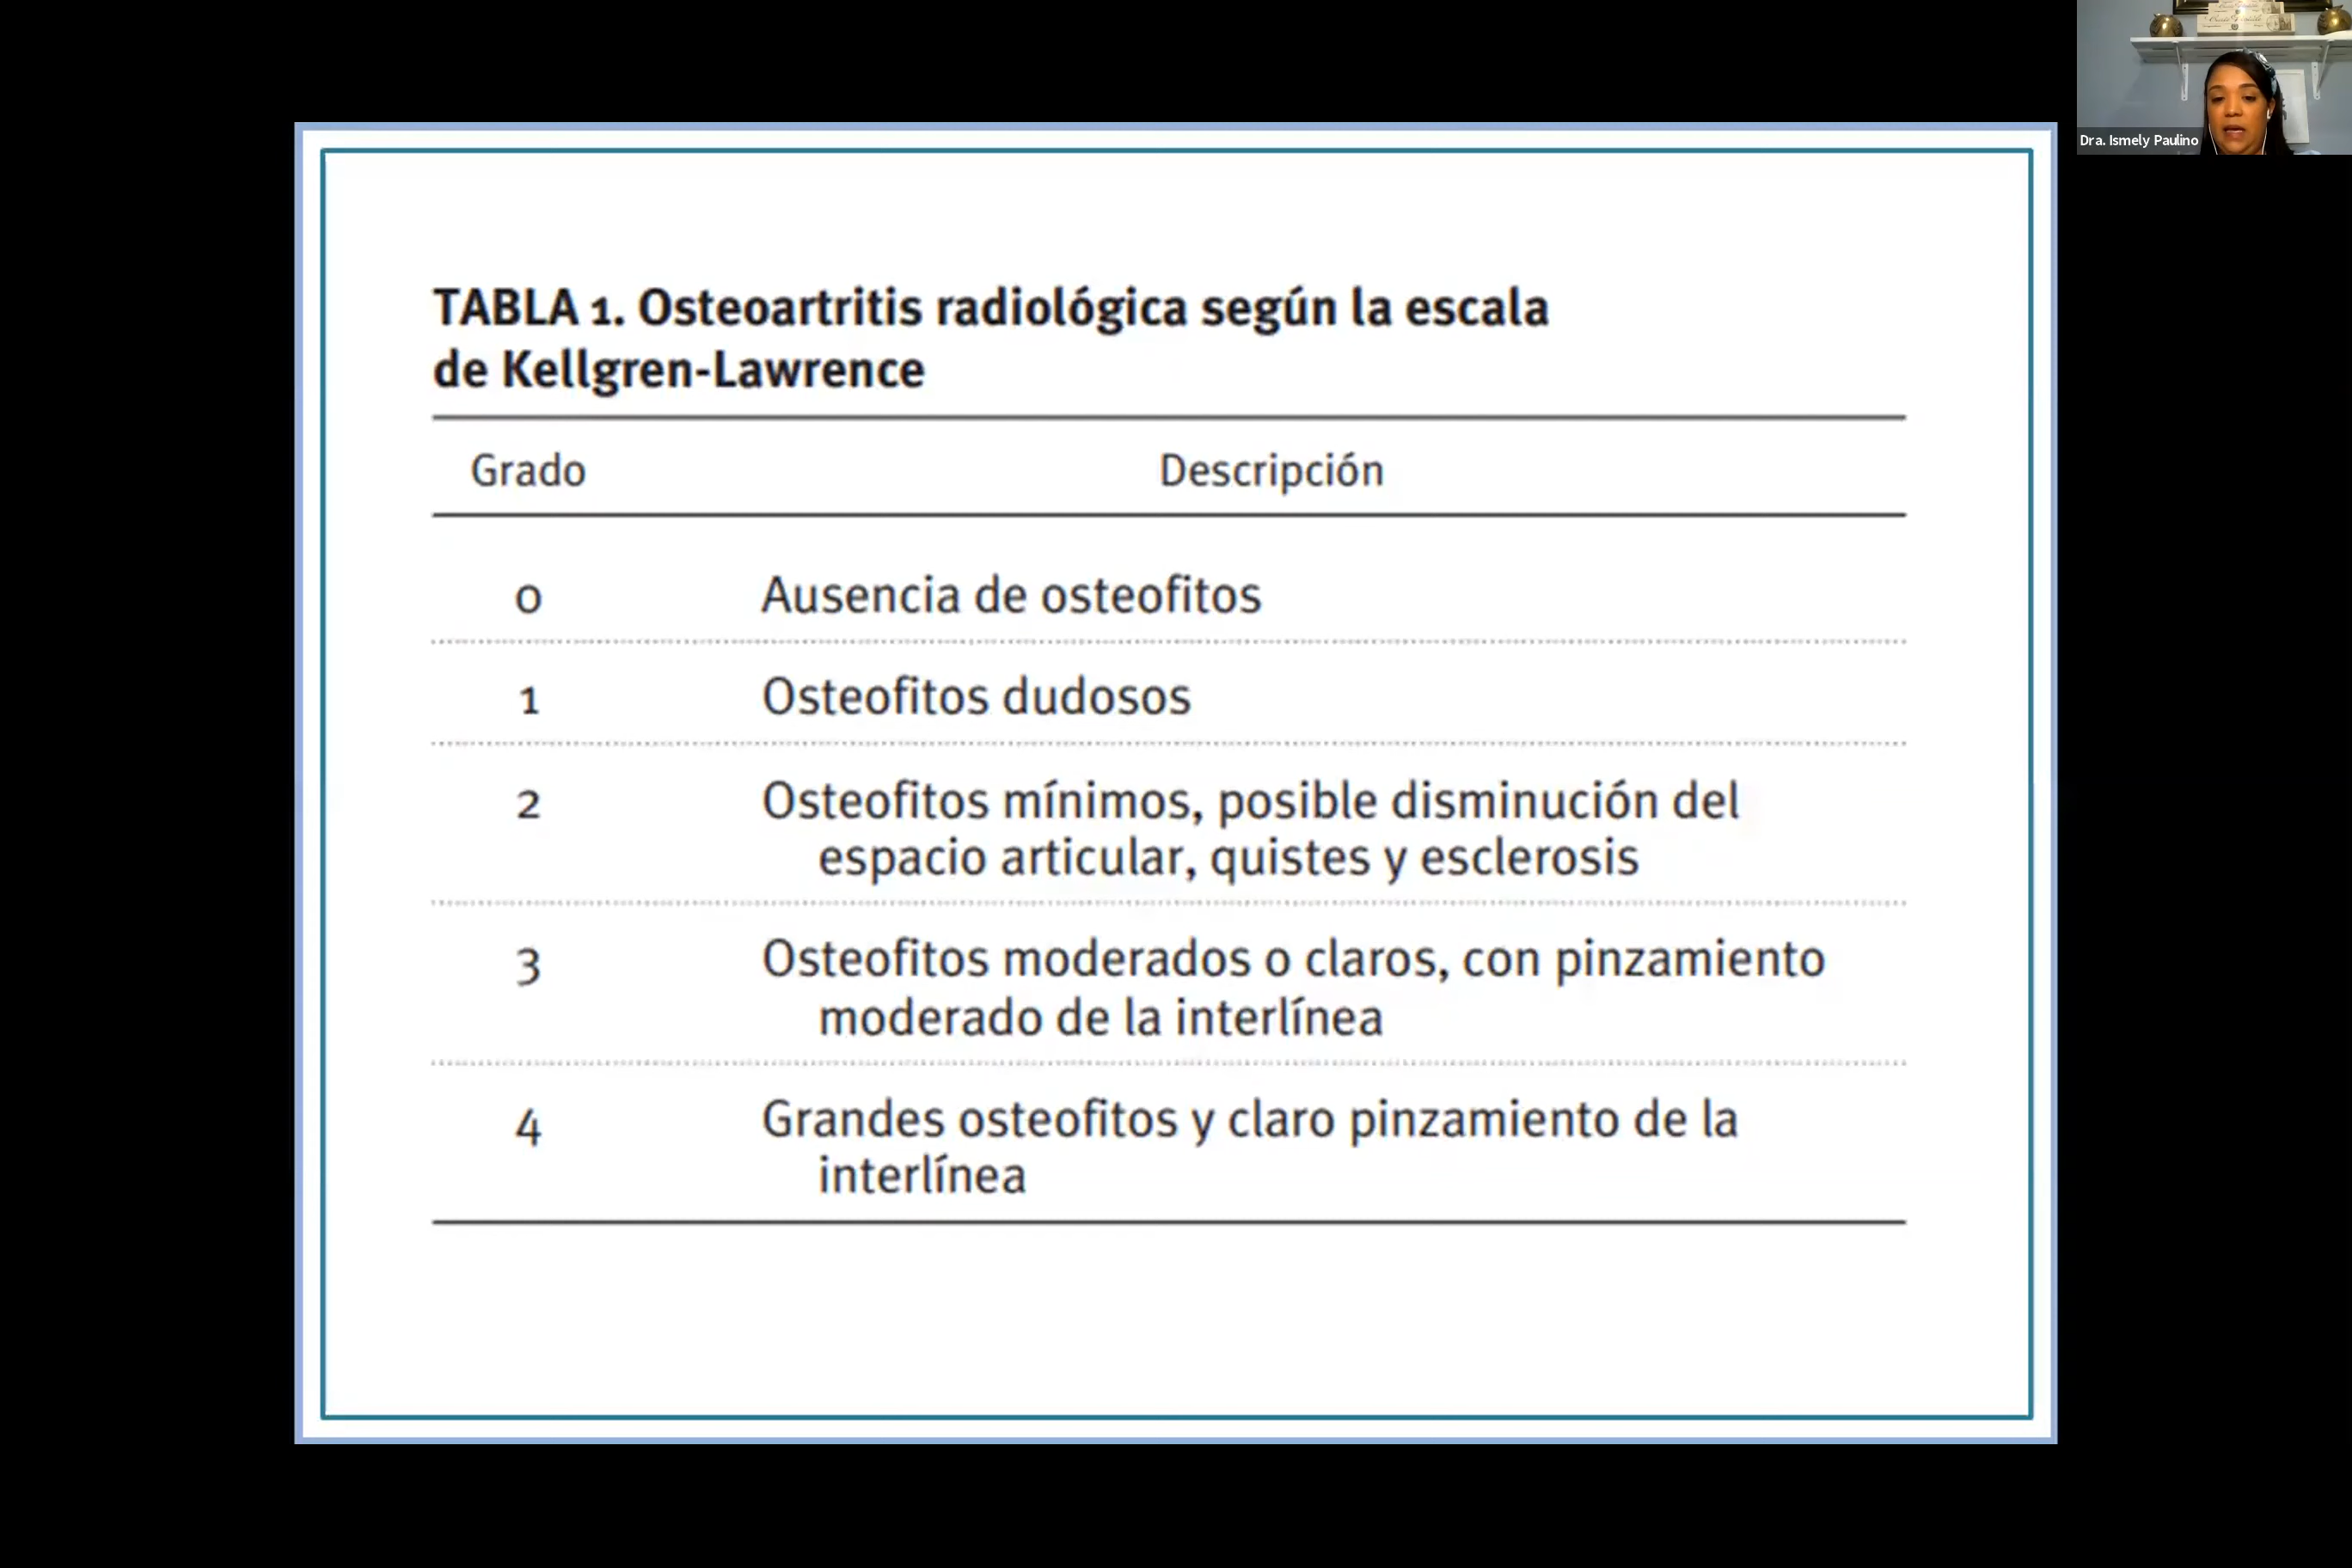 TABLA 1. Osteoartritis radiológica según la escala
de Kellgren-Lawrence
Grado Descripción
0 Ausencia de osteofitos
1 Osteofitos dudosos
2 Osteofitos mínimos, posible disminución del
espacio articular, quistes y esclerosis
3 Osteofitos moderados o claros, con pinzamiento
moderado de la interlínea
4 Grandes osteofitos y claro pinzamiento de la
interlínea
Dra. Ismely Paulino